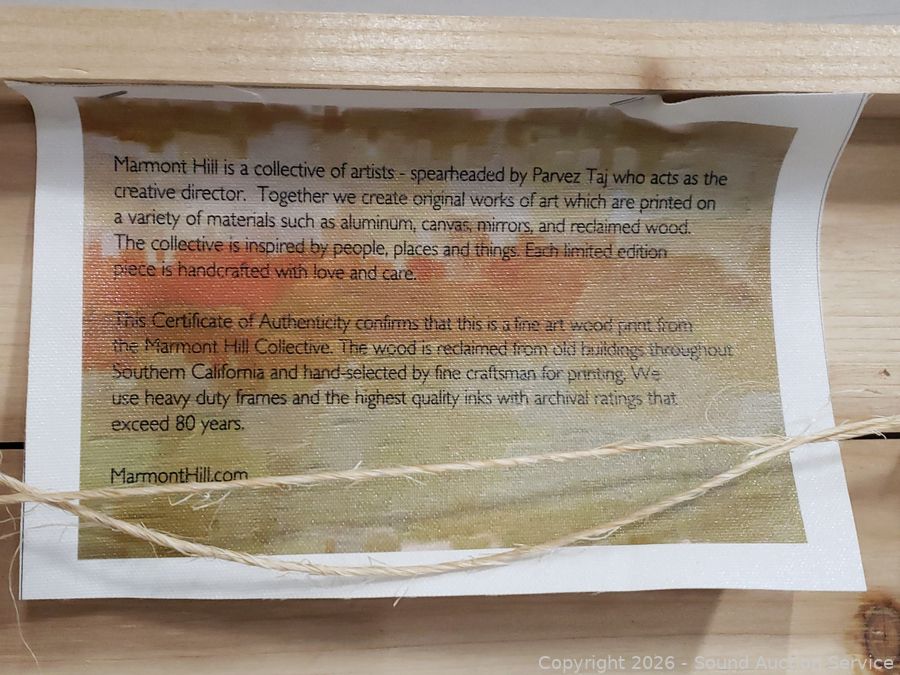 Marmont Hill is a collective of artists - spearheaded by Parvez Taj who acts as the
creative director. Together we create original works of art which are printed on
a variety of materials such as aluminum, canvas, mirrors, and reclaimed wood.
The collective is inspired by people, places and things. Each limited edition
piece is handcrafted with love and care.
This Certificate of Authenticity confirms that this is a fine art wood print from
the Marmont Hill Collective. The wood is reclaimed from old buildings throughout
Southern California and hand-selected by fine craftsman for printing. We
use heavy duty frames and the highest quality inks with archival ratings that
exceed 80 years.
MarmontHill.com
Copyright 2026 - Sound Auction Service